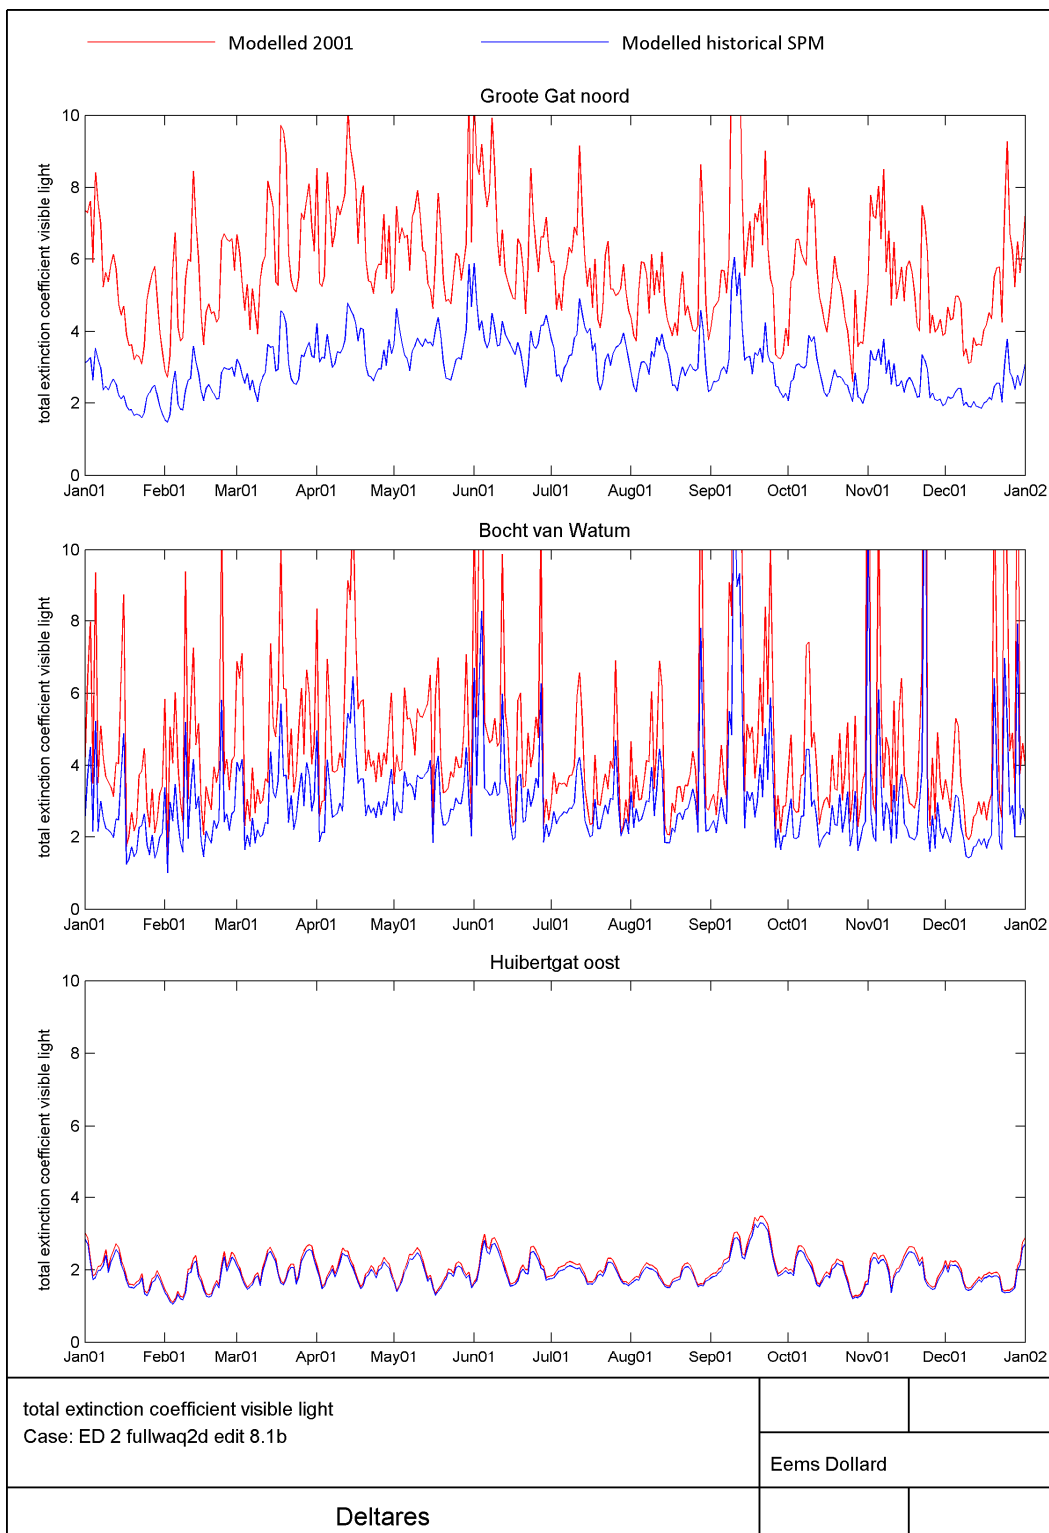 Modelled 2001 Modelled historical SPM
Groote Gat noord
total extinction coefficient visible light
10
8
6
4
2
0
Jan01 Feb01 Mar01 Apr01 May01 Jun01 Jul01 Aug01 Sep01 Oct01 Nov01 Dec01 Jan02
Bocht van Watum
total extinction coefficient visible light
10
8
6
4
2
0
Jan01 Feb01 Mar01 Apr01 May01 Jun01 Jul01 Aug01 Sep01 Oct01 Nov01 Dec01 Jan02
Huibertgat oost
total extinction coefficient visible light
10
8
6
4
2
0
Jan01 Feb01 Mar01 Apr01 May01 Jun01 Jul01 Aug01 Sep01 Oct01 Nov01 Dec01 Jan02
total extinction coefficient visible light
Case: ED 2 fullwaq2d edit 8.1b
Eems Dollard
Deltares